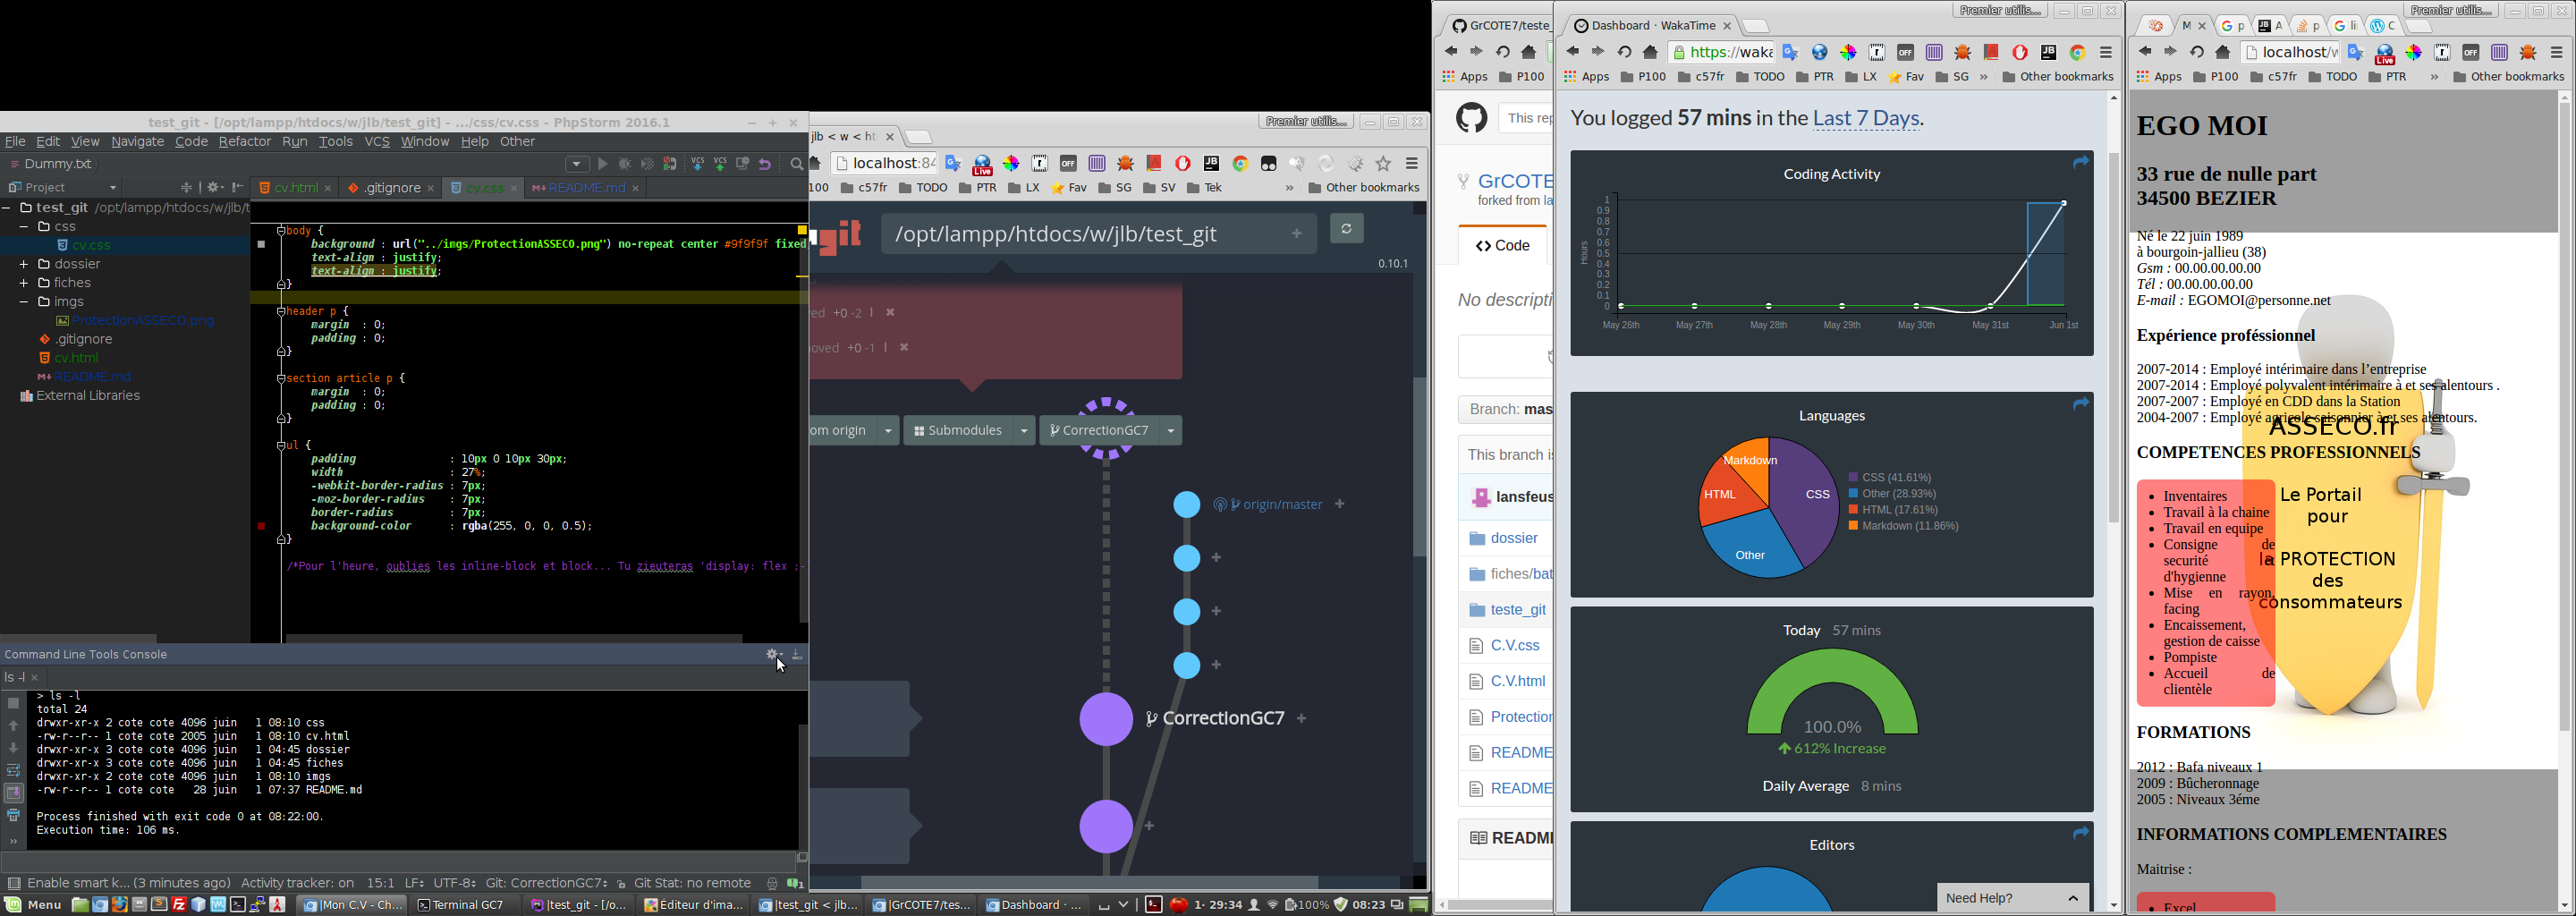 test_git - [/opt/lampp/htdocs/w/jlb/test_git] - .../css/cv.css - PhpStorm 2016.1
File Edit View Navigate Code Refactor Run Tools VCS Window Help Other
Dummy.txt
Project
cv.html
.gitignore
cv.css
README.md
test_git /opt/lampp/htdocs/w/jlb/t
css
cv.css
dossier
fiches
imgs
ProtectionASSECO.png
.gitignore
cv.html
README.md
External Libraries
body {
background : url("../imgs/ProtectionASSECO.png") no-repeat center #9f9f9f fixed
text-align : justify;
text-align : justify;
}
header p {
margin : 0;
padding : 0;
}
section article p {
margin : 0;
padding : 0;
}
ul {
padding : 10px 0 10px 30px;
width : 27%;
-webkit-border-radius : 7px;
-moz-border-radius : 7px;
border-radius : 7px;
background-color : rgba(255, 0, 0, 0.5);
}
/*Pour l'heure, oublies les inline-block et block... Tu zieuteras 'display: flex ;-
Command Line Tools Console
ls -l
> ls -l
total 24
drwxr-xr-x 2 cote cote 4096 juin 1 08:10 css
-rw-r--r-- 1 cote cote 2005 juin 1 08:10 cv.html
drwxr-xr-x 3 cote cote 4096 juin 1 04:45 dossier
drwxr-xr-x 3 cote cote 4096 juin 1 04:45 fiches
drwxr-xr-x 2 cote cote 4096 juin 1 08:10 imgs
-rw-r--r-- 1 cote cote 28 juin 1 07:37 README.md
Process finished with exit code 0 at 08:22:00.
Execution time: 106 ms.
Enable smart k... (3 minutes ago) Activity tracker: on 15:1 LF UTF-8 Git: CorrectionGC7 Git Stat: no remote
Menu
|Mon C.V - Ch...
Terminal GC7
|test_git - [/o...
Éditeur d'ima...
|test_git < jlb...
|GrCOTE7/tes...
Dashboard · ...
1· 29:34
100%
08:23
Premier utilis...
jlb < w < ht
localhost:84
100 c57fr TODO PTR LX Fav SG SV Tek » Other bookmarks
git
/opt/lampp/htdocs/w/jlb/test_git
0.10.1
ved +0 -2 |
noved +0 -1 |
om origin
Submodules
CorrectionGC7
origin/master
CorrectionGC7
GrCOTE7/teste_
Apps P100
This rep
GrCOTE
forked from la
Code
No descripti
Branch: mas
This branch is
lansfeus
dossier
fiches/bat
teste_git
C.V.css
C.V.html
Protection
README
README
READM
Premier utilis...
Dashboard · WakaTime
https://waka
Apps P100 c57fr TODO PTR LX Fav SG » Other bookmarks
You logged 57 mins in the Last 7 Days.
Coding Activity
Hours
1
0.9
0.8
0.7
0.6
0.5
0.4
0.3
0.2
0.1
0
May 26th May 27th May 28th May 29th May 30th May 31st Jun 1st
Languages
Markdown
HTML
CSS
Other
CSS (41.61%)
Other (28.93%)
HTML (17.61%)
Markdown (11.86%)
Today 57 mins
100.0%
612% Increase
Daily Average 8 mins
Editors
Need Help?
Premier utilis...
M
G p
A
p
G li
C
localhost/w
Apps P100 c57fr TODO PTR » Other bookmarks
EGO MOI
33 rue de nulle part
34500 BEZIER
Né le 22 juin 1989
à bourgoin-jallieu (38)
Gsm : 00.00.00.00.00
Tél : 00.00.00.00.00
E-mail : EGOMOI@personne.net
Expérience proféssionnel
2007-2014 : Employé intérimaire dans l'entreprise
2007-2014 : Employé polyvalent intérimaire à et ses alentours .
2007-2007 : Employé en CDD dans la Station
2004-2007 : Employé agricole saisonnier à et ses alentours.
ASSECO.fr
COMPETENCES PROFESSIONNELS
Le Portail
pour
la PROTECTION
des
consommateurs
Inventaires
Travail à la chaine
Travail en equipe
Consigne de
securité
d'hygienne
Mise en rayon,
facing
Encaissement,
gestion de caisse
Pompiste
Accueil de
clientèle
FORMATIONS
2012 : Bafa niveaux 1
2009 : Bûcheronnage
2005 : Niveaux 3éme
INFORMATIONS COMPLEMENTAIRES
Maitrise :
Excel